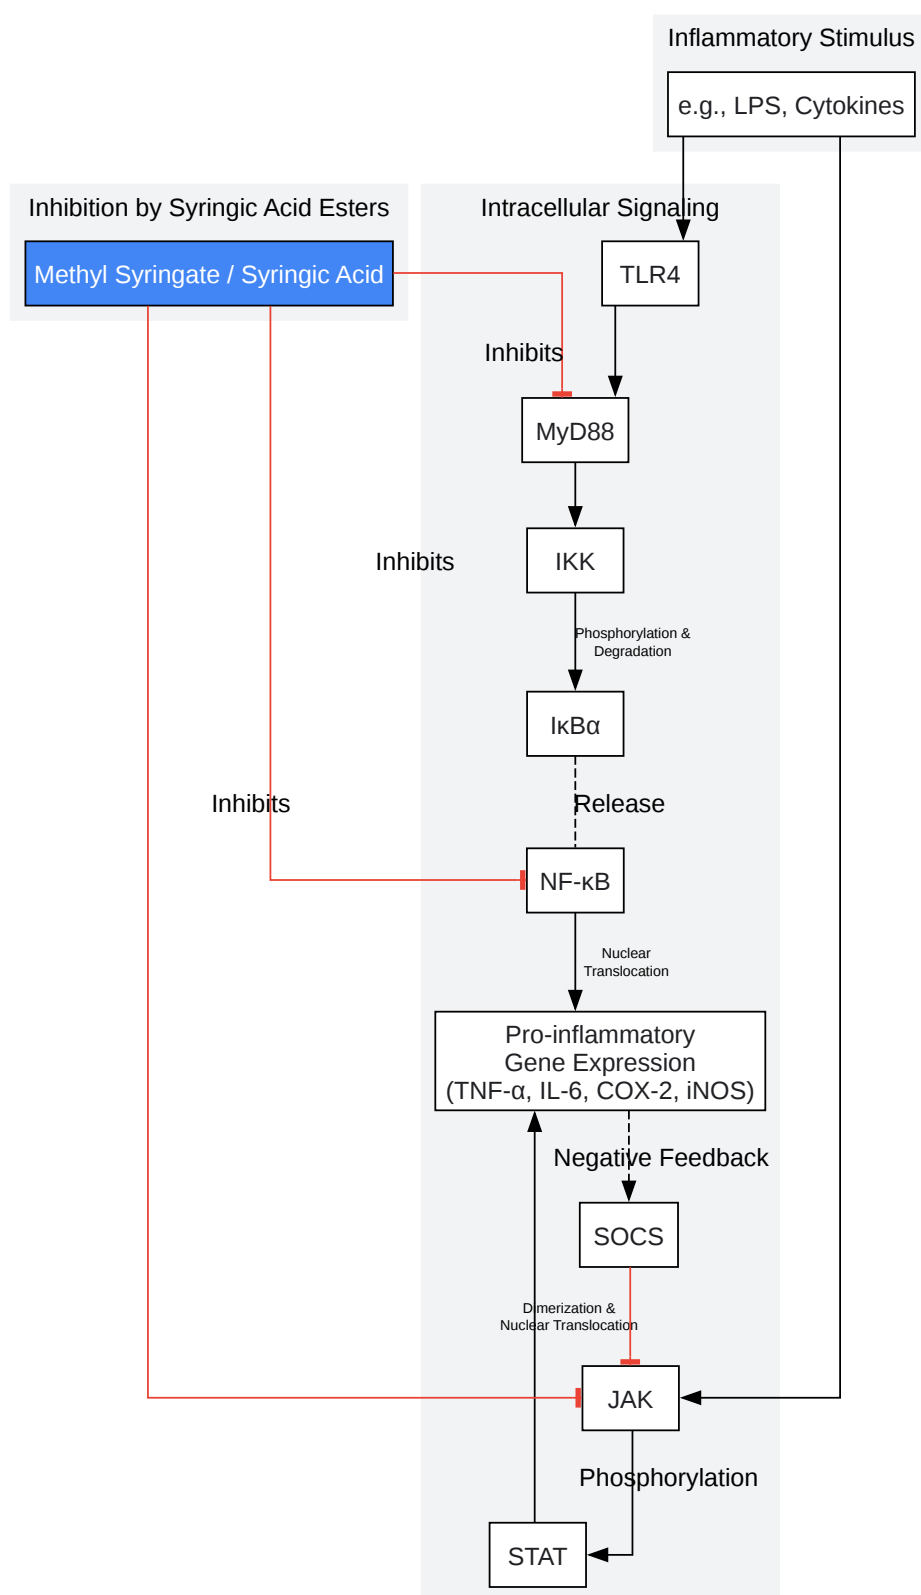 Inflammatory Stimulus
e.g., LPS, Cytokines
Inhibition by Syringic Acid Esters
Intracellular Signaling
Methyl Syringate / Syringic Acid
TLR4
Inhibits
MyD88
Inhibits
IKK
Phosphorylation &
Degradation
IκBα
Inhibits
Release
NF-κB
Nuclear
Translocation
Pro-inflammatory
Gene Expression
(TNF-α, IL-6, COX-2, iNOS)
Negative Feedback
SOCS
Dimerization &
Nuclear Translocation
JAK
Phosphorylation
STAT